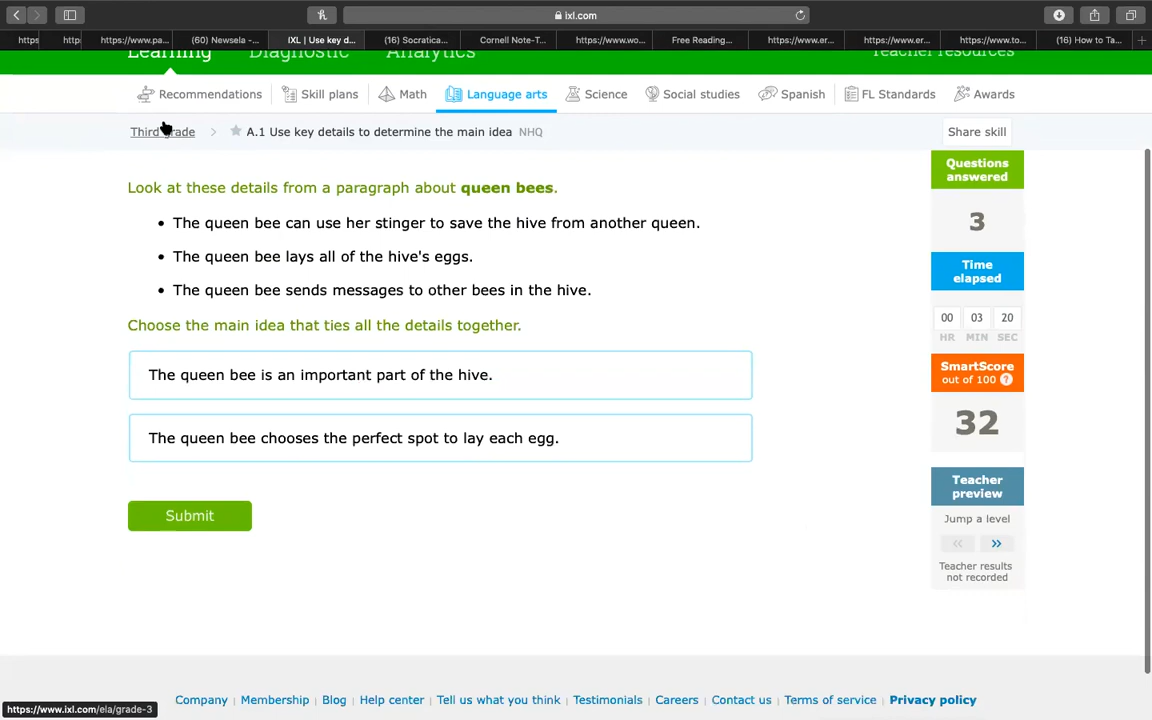 ixl.com
https
http
https://www.pa...
(60) Newsela -...
IXL | Use key d...
(16) Socratica...
Cornell Note-T...
https://www.wo...
Free Reading...
https://www.er...
https://www.er...
https://www.to...
(16) How to Ta...
Learning Diagnostic Analytics Teacher resources
Recommendations Skill plans Math Language arts Science Social studies Spanish FL Standards Awards
Third grade > A.1 Use key details to determine the main idea NHQ
Share skill
Look at these details from a paragraph about queen bees.
• The queen bee can use her stinger to save the hive from another queen.
• The queen bee lays all of the hive's eggs.
• The queen bee sends messages to other bees in the hive.
Choose the main idea that ties all the details together.
The queen bee is an important part of the hive.
The queen bee chooses the perfect spot to lay each egg.
Submit
Questions
answered
3
Time
elapsed
00 03 20
HR MIN SEC
SmartScore
out of 100 ?
32
Teacher
preview
Jump a level
<< >>
Teacher results
not recorded
Company | Membership | Blog | Help center | Tell us what you think | Testimonials | Careers | Contact us | Terms of service | Privacy policy
https://www.ixl.com/ela/grade-3